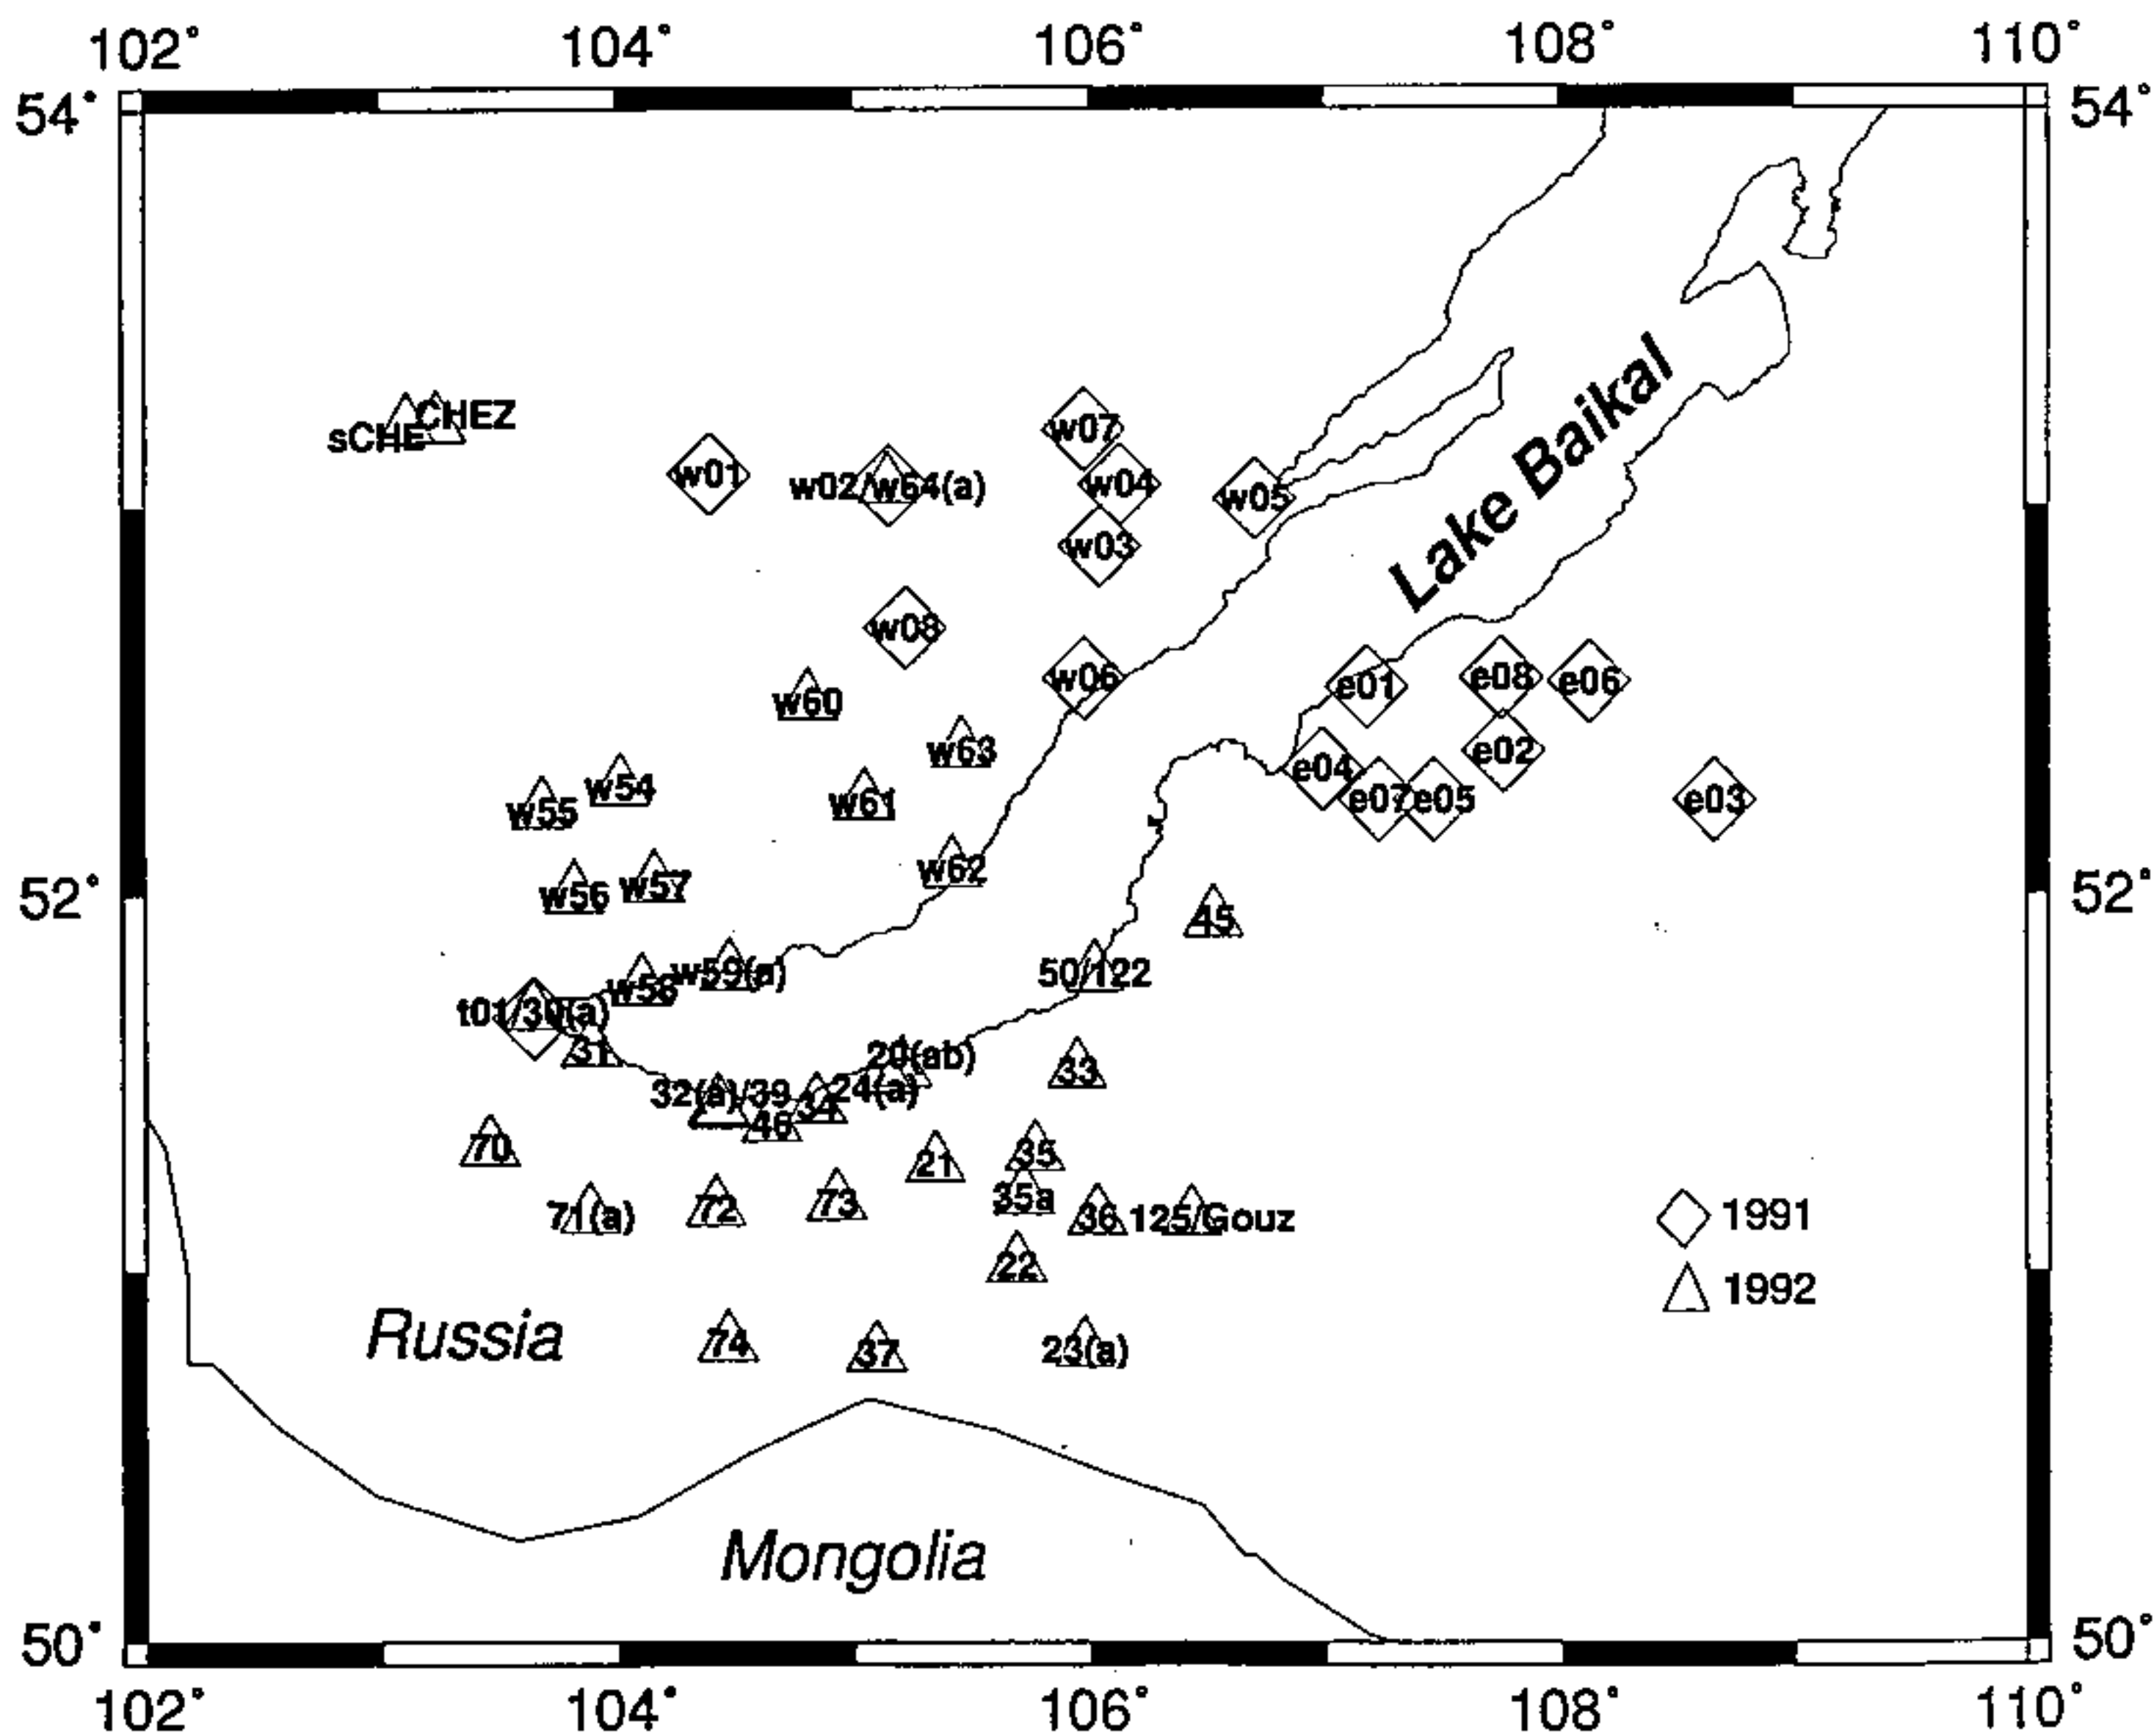 102° 104° 106° 108° 110°
54° 54°
CHEZ
sCHE
w07
w01
w02/w64(a)
w04
w05
w03
Lake Baikal
w08
w06
e01
e08
e06
w60
w63
e02
e04
w54
w55
w61
e07
e05
e03
w62
w57
w56
52° 52°
45
w59(a)
50/122
w58
t01/30(a)
31
20(ab)
33
32(a)/39
24(a)
34
46
70
21
35
35a
73
72
71(a)
36
125/Gouz
1991
22
1992
Russia
74
37
23(a)
Mongolia
50° 50°
102° 104° 106° 108° 110°